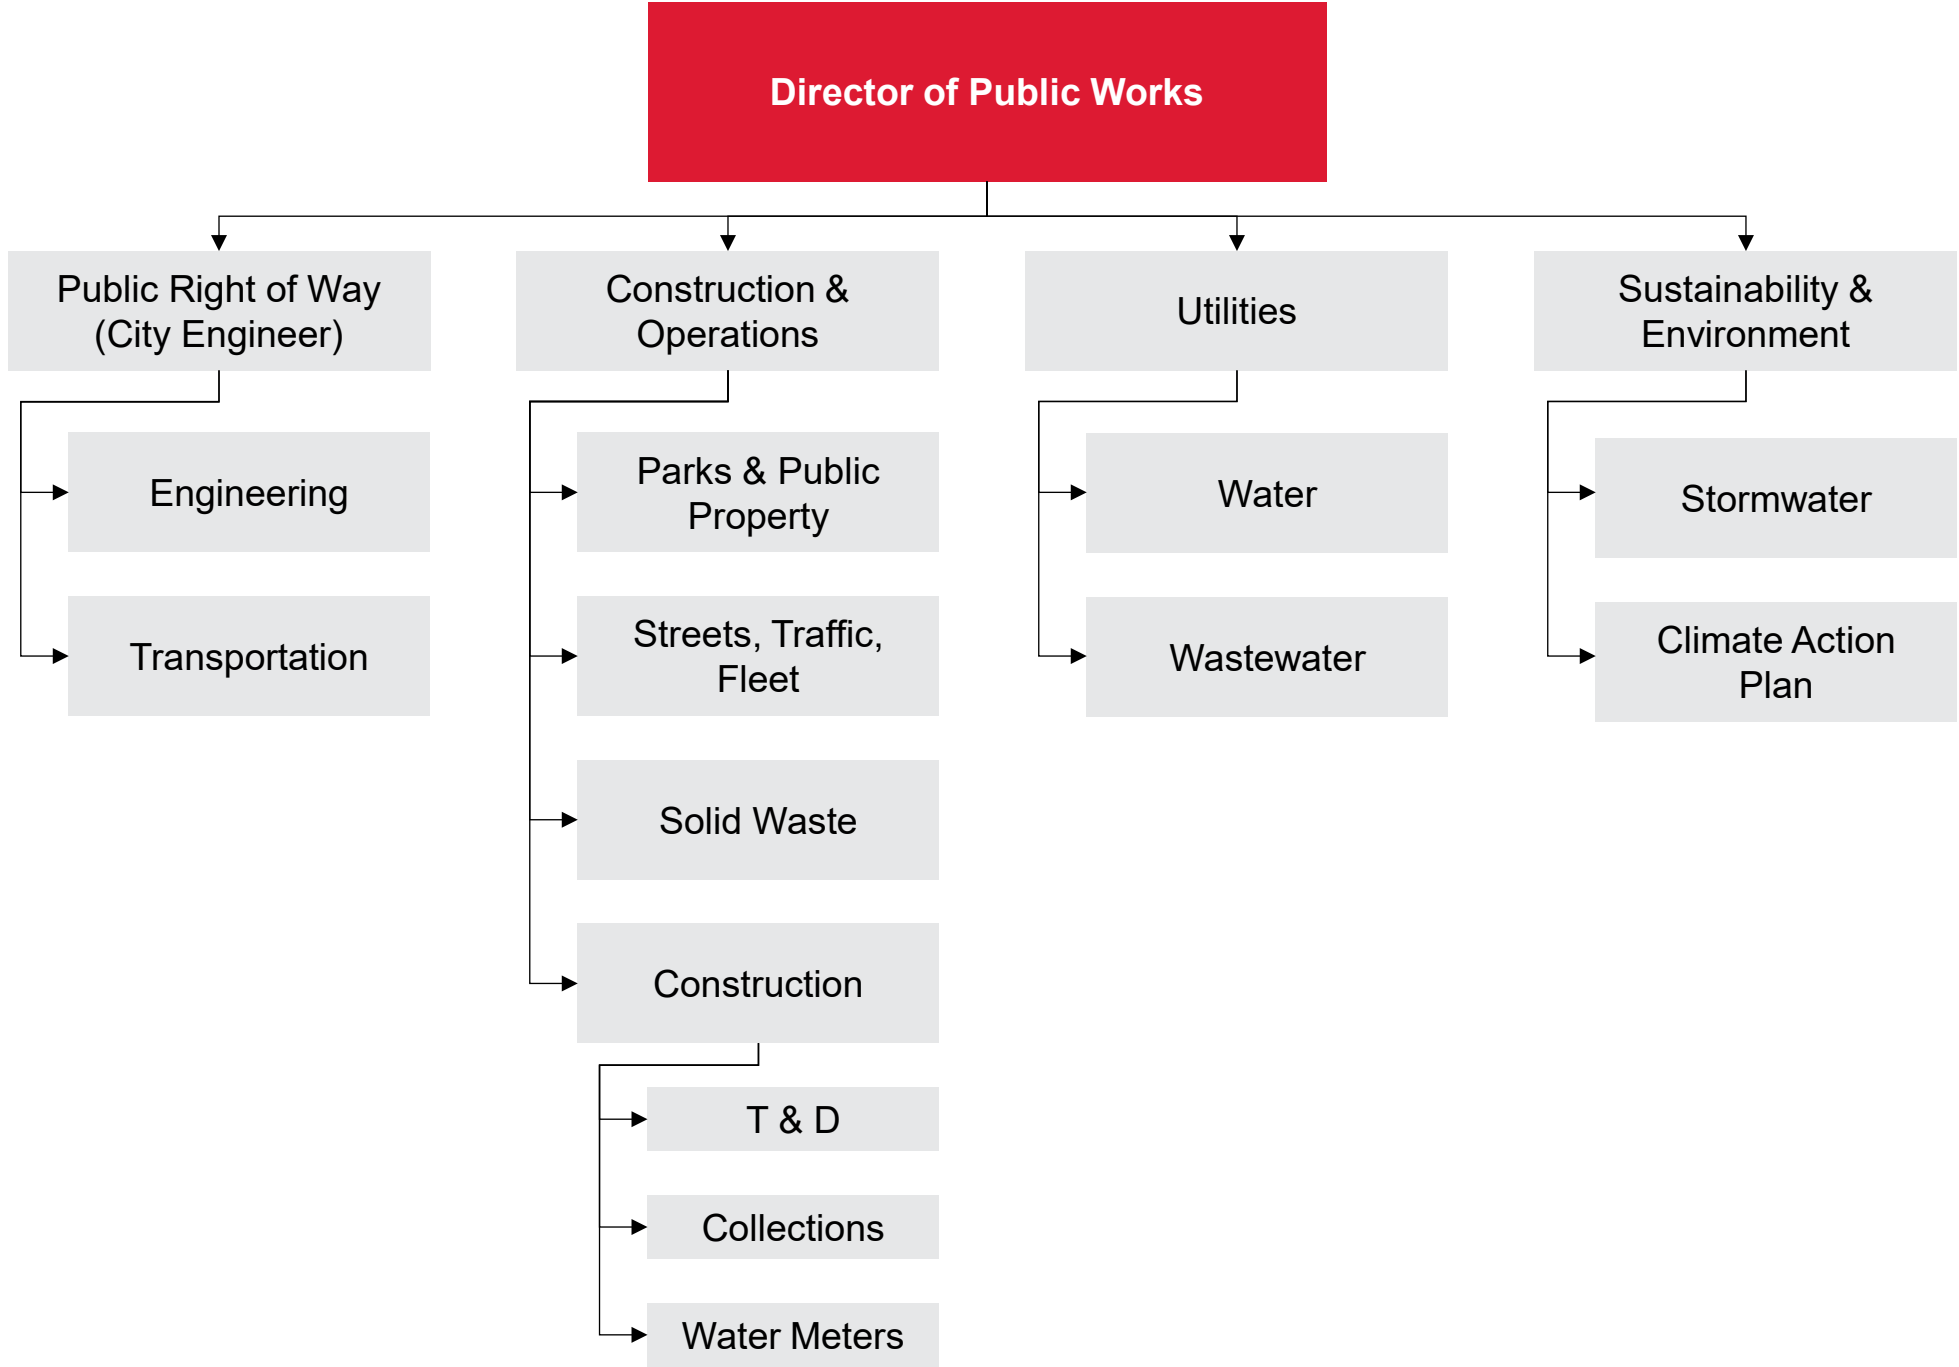 Director of Public Works
Public Right of Way
(City Engineer)
Engineering
Transportation
Construction &
Operations
Parks & Public
Property
Streets, Traffic,
Fleet
Solid Waste
Construction
T & D
Collections
Water Meters
Utilities
Water
Wastewater
Sustainability &
Environment
Stormwater
Climate Action
Plan